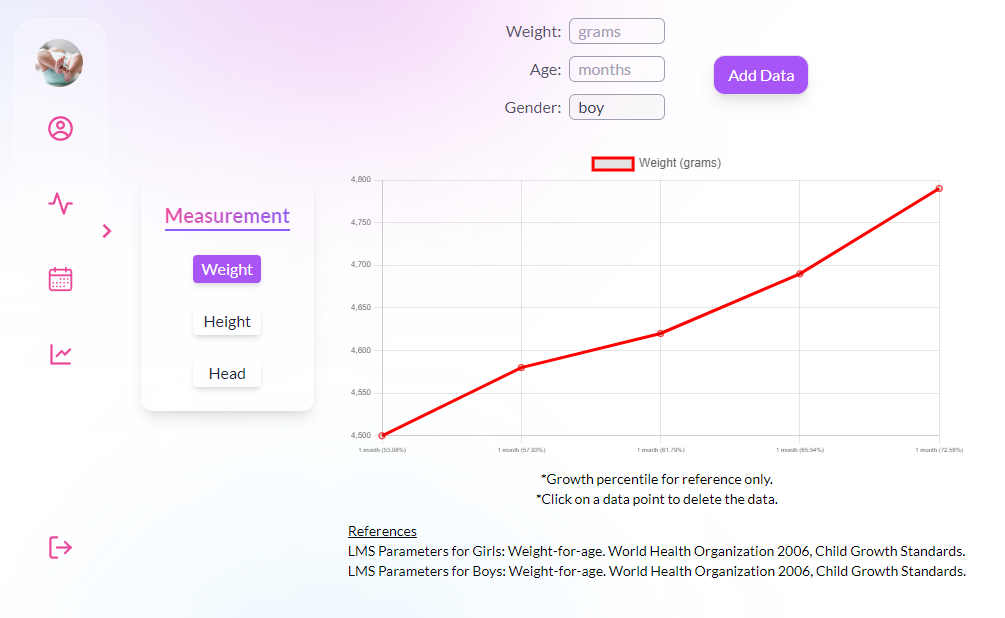 Weight: grams
Age: months
Add Data
Gender: boy
Measurement
Weight
Height
Head
Weight (grams)
4,800
4,750
4,700
4,650
4,600
4,550
4,500
1 month (53.98%) 1 month (57.93%) 1 month (61.79%) 1 month (65.54%) 1 month (72.58%)
*Growth percentile for reference only.
*Click on a data point to delete the data.
References
LMS Parameters for Girls: Weight-for-age. World Health Organization 2006, Child Growth Standards.
LMS Parameters for Boys: Weight-for-age. World Health Organization 2006, Child Growth Standards.